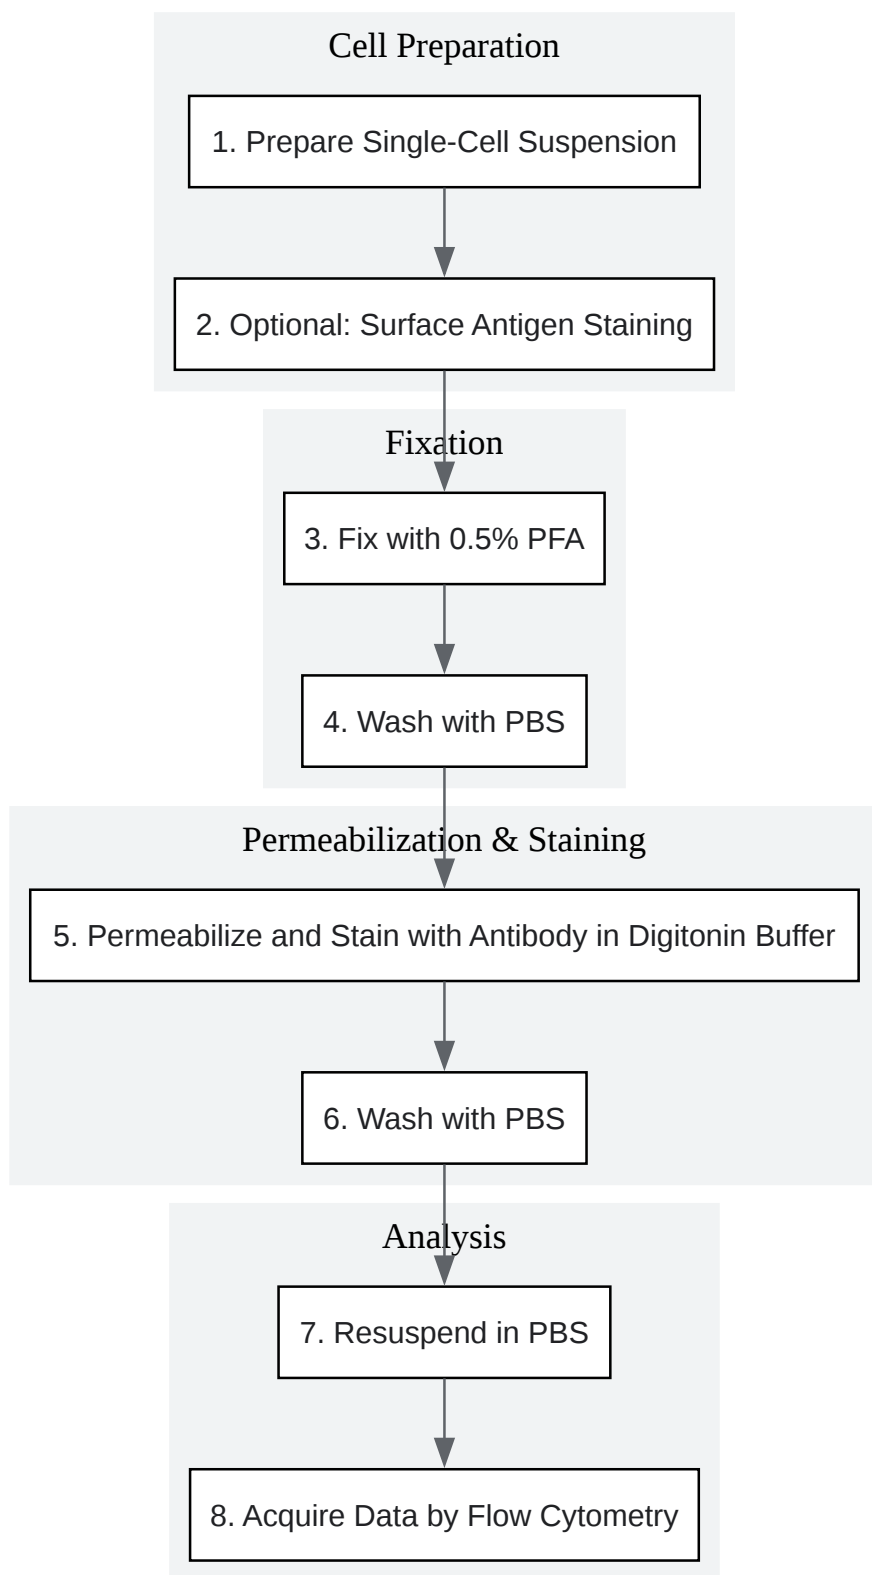 Cell Preparation
1. Prepare Single-Cell Suspension
2. Optional: Surface Antigen Staining
Fixation
3. Fix with 0.5% PFA
4. Wash with PBS
Permeabilization & Staining
5. Permeabilize and Stain with Antibody in Digitonin Buffer
6. Wash with PBS
Analysis
7. Resuspend in PBS
8. Acquire Data by Flow Cytometry